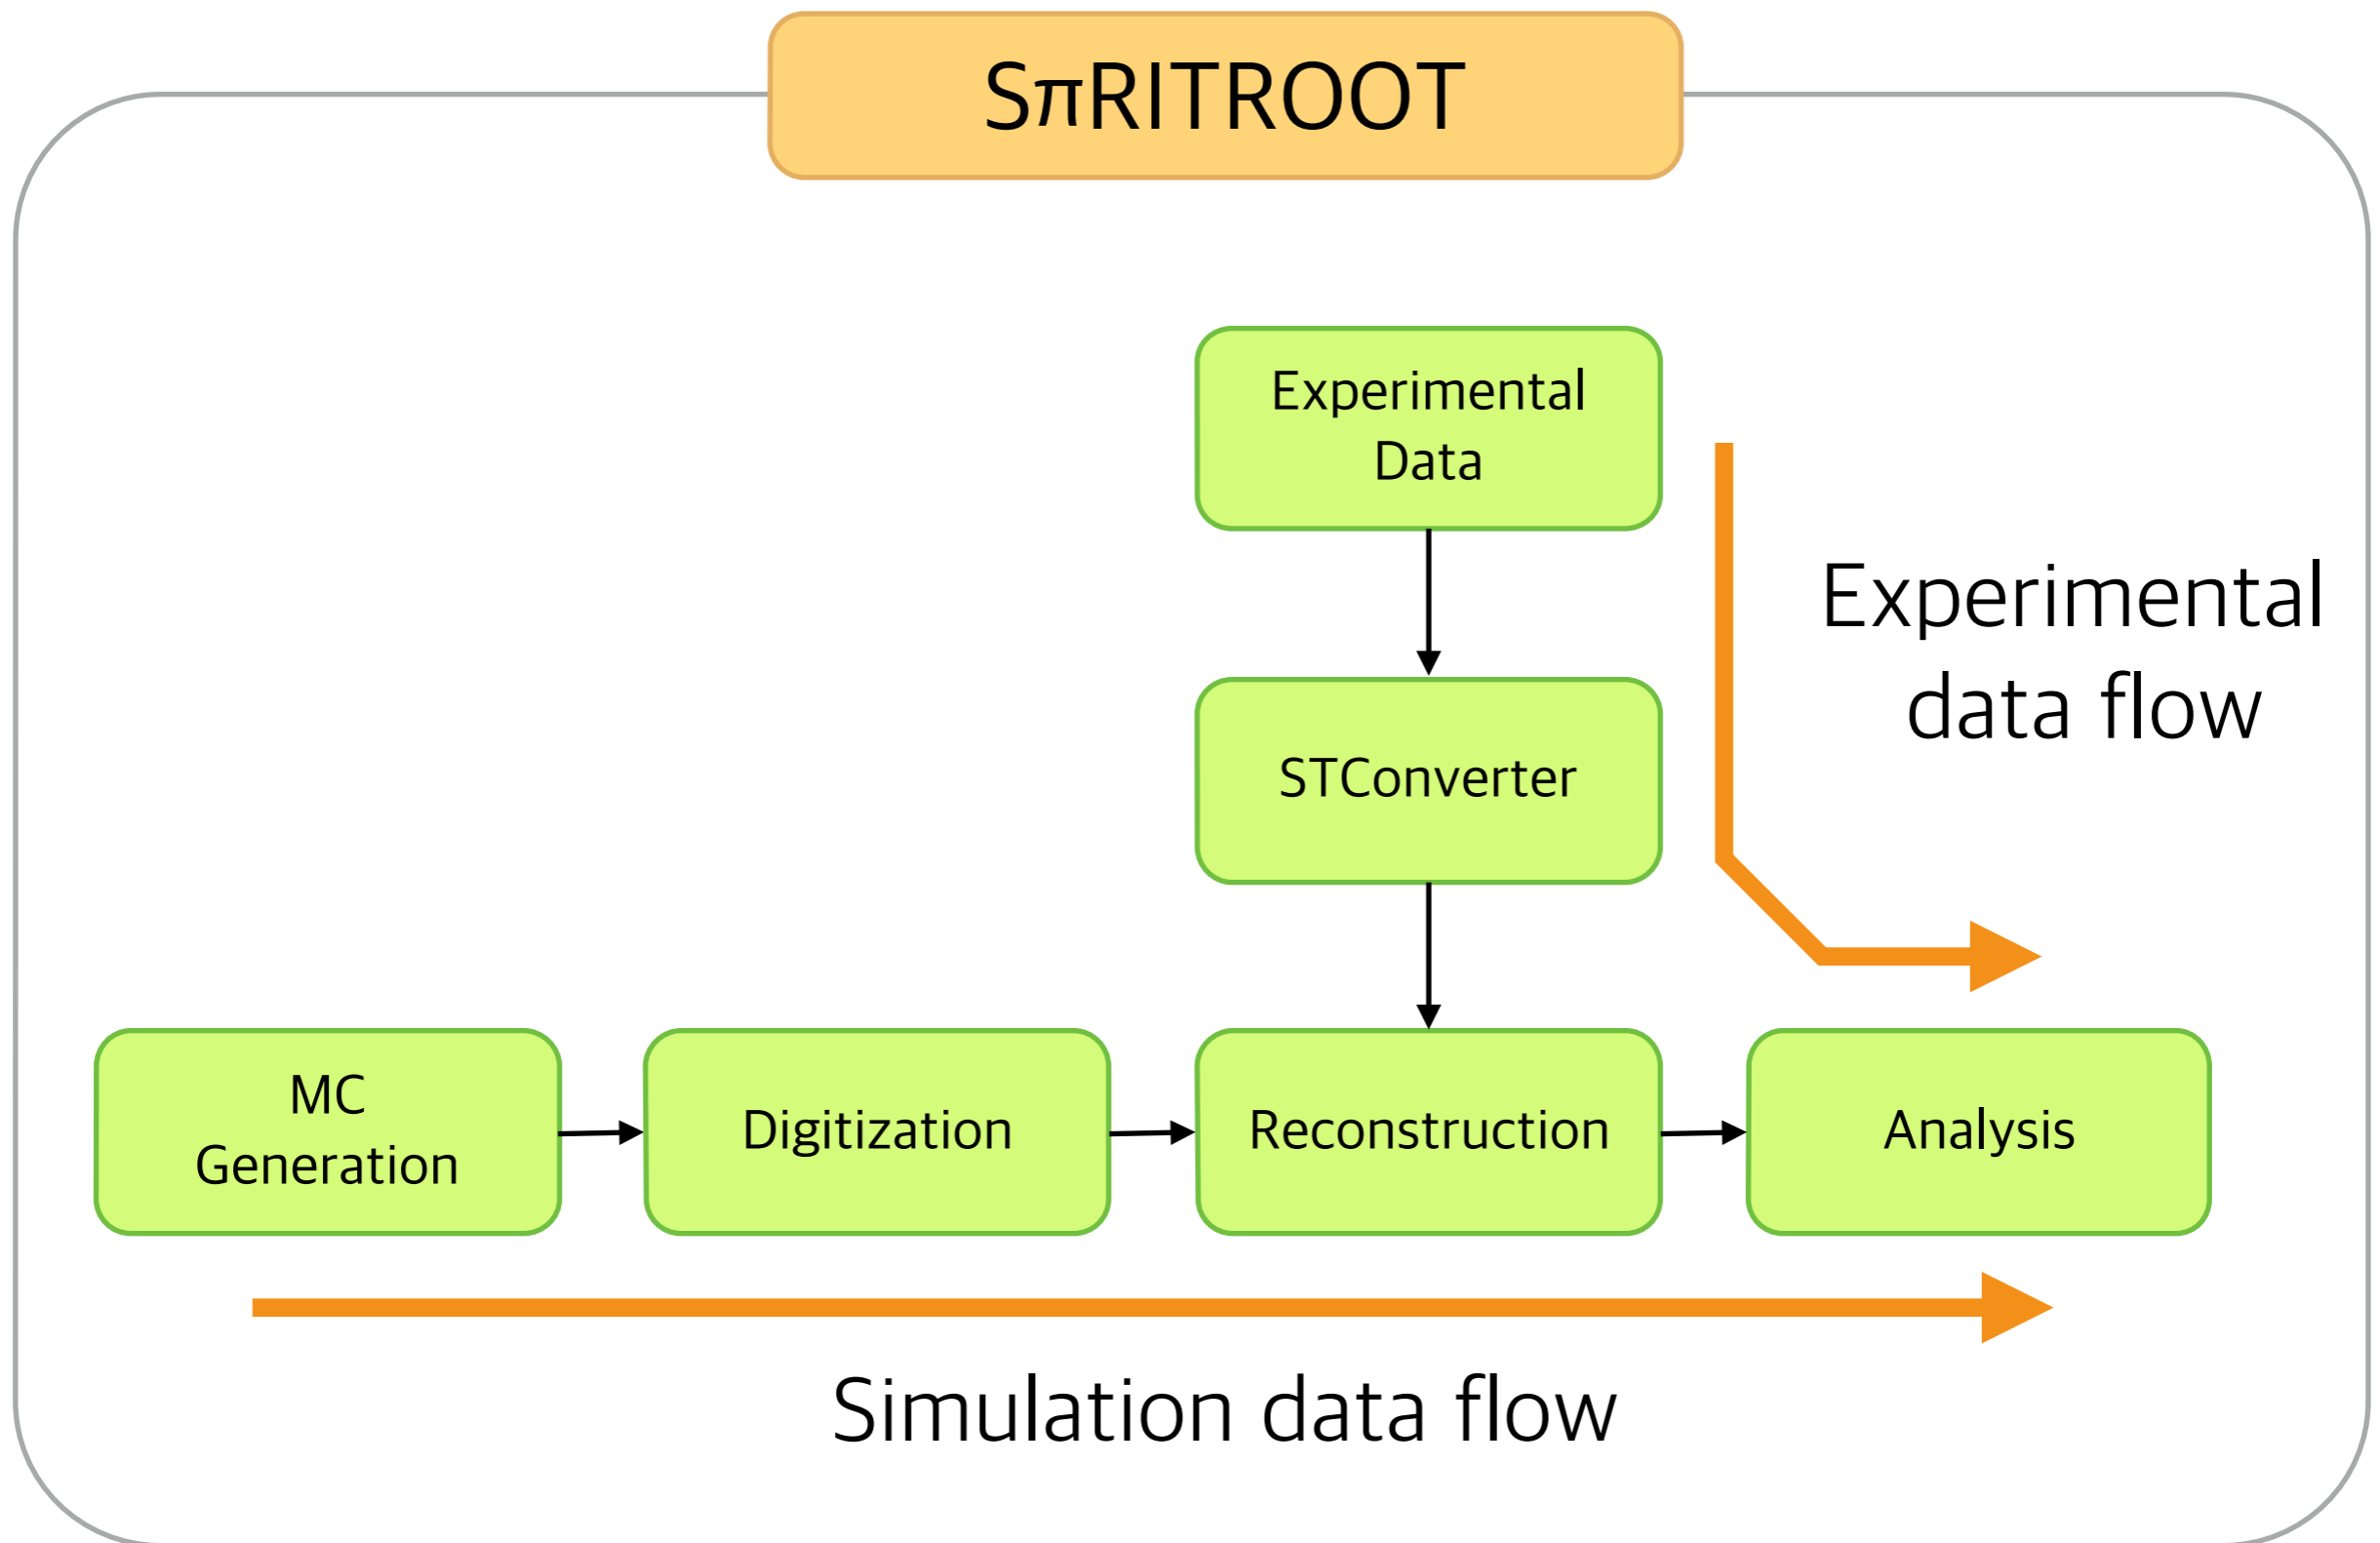 SπRITROOT
Experimental
Data
Experimental
data flow
STConverter
MC
Generation
Digitization
Reconstruction
Analysis
Simulation data flow